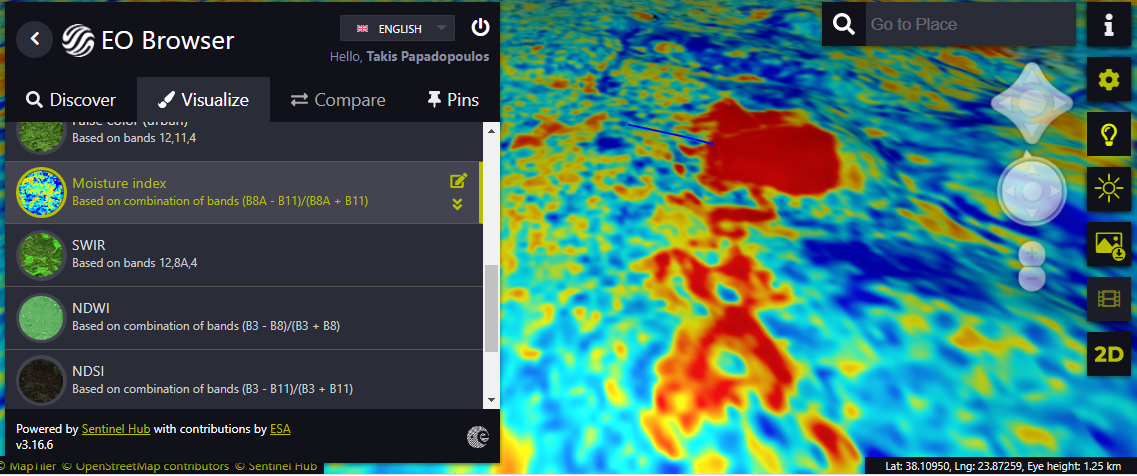 EO Browser
ENGLISH
Hello, Takis Papadopoulos
Go to Place
Discover
Visualize
Compare
Pins
False color (urban)
Based on bands 12,11,4
Moisture index
Based on combination of bands (B8A - B11)/(B8A + B11)
SWIR
Based on bands 12,8A,4
NDWI
Based on combination of bands (B3 - B8)/(B3 + B8)
NDSI
Based on combination of bands (B3 - B11)/(B3 + B11)
2D
Powered by Sentinel Hub with contributions by ESA
v3.16.6
© MapTiler © OpenStreetMap contributors © Sentinel Hub
Lat: 38.10950, Lng: 23.87259, Eye height: 1.25 km